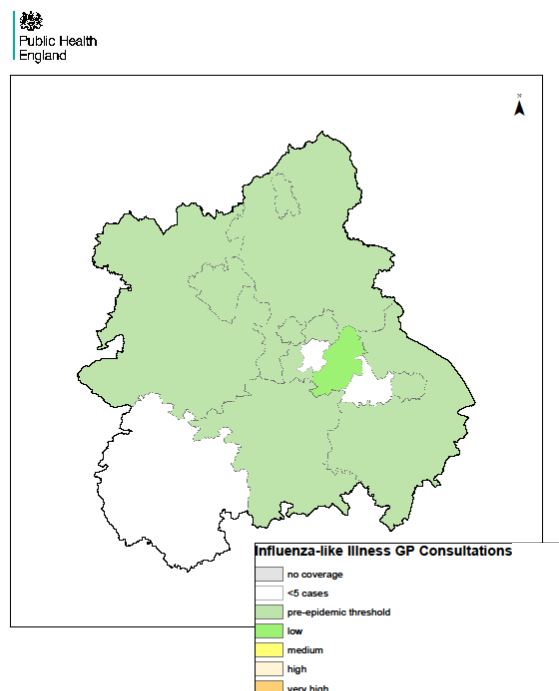 Public Health
England
N
Influenza-like Illness GP Consultations
no coverage
<5 cases
pre-epidemic threshold
low
medium
high
very high